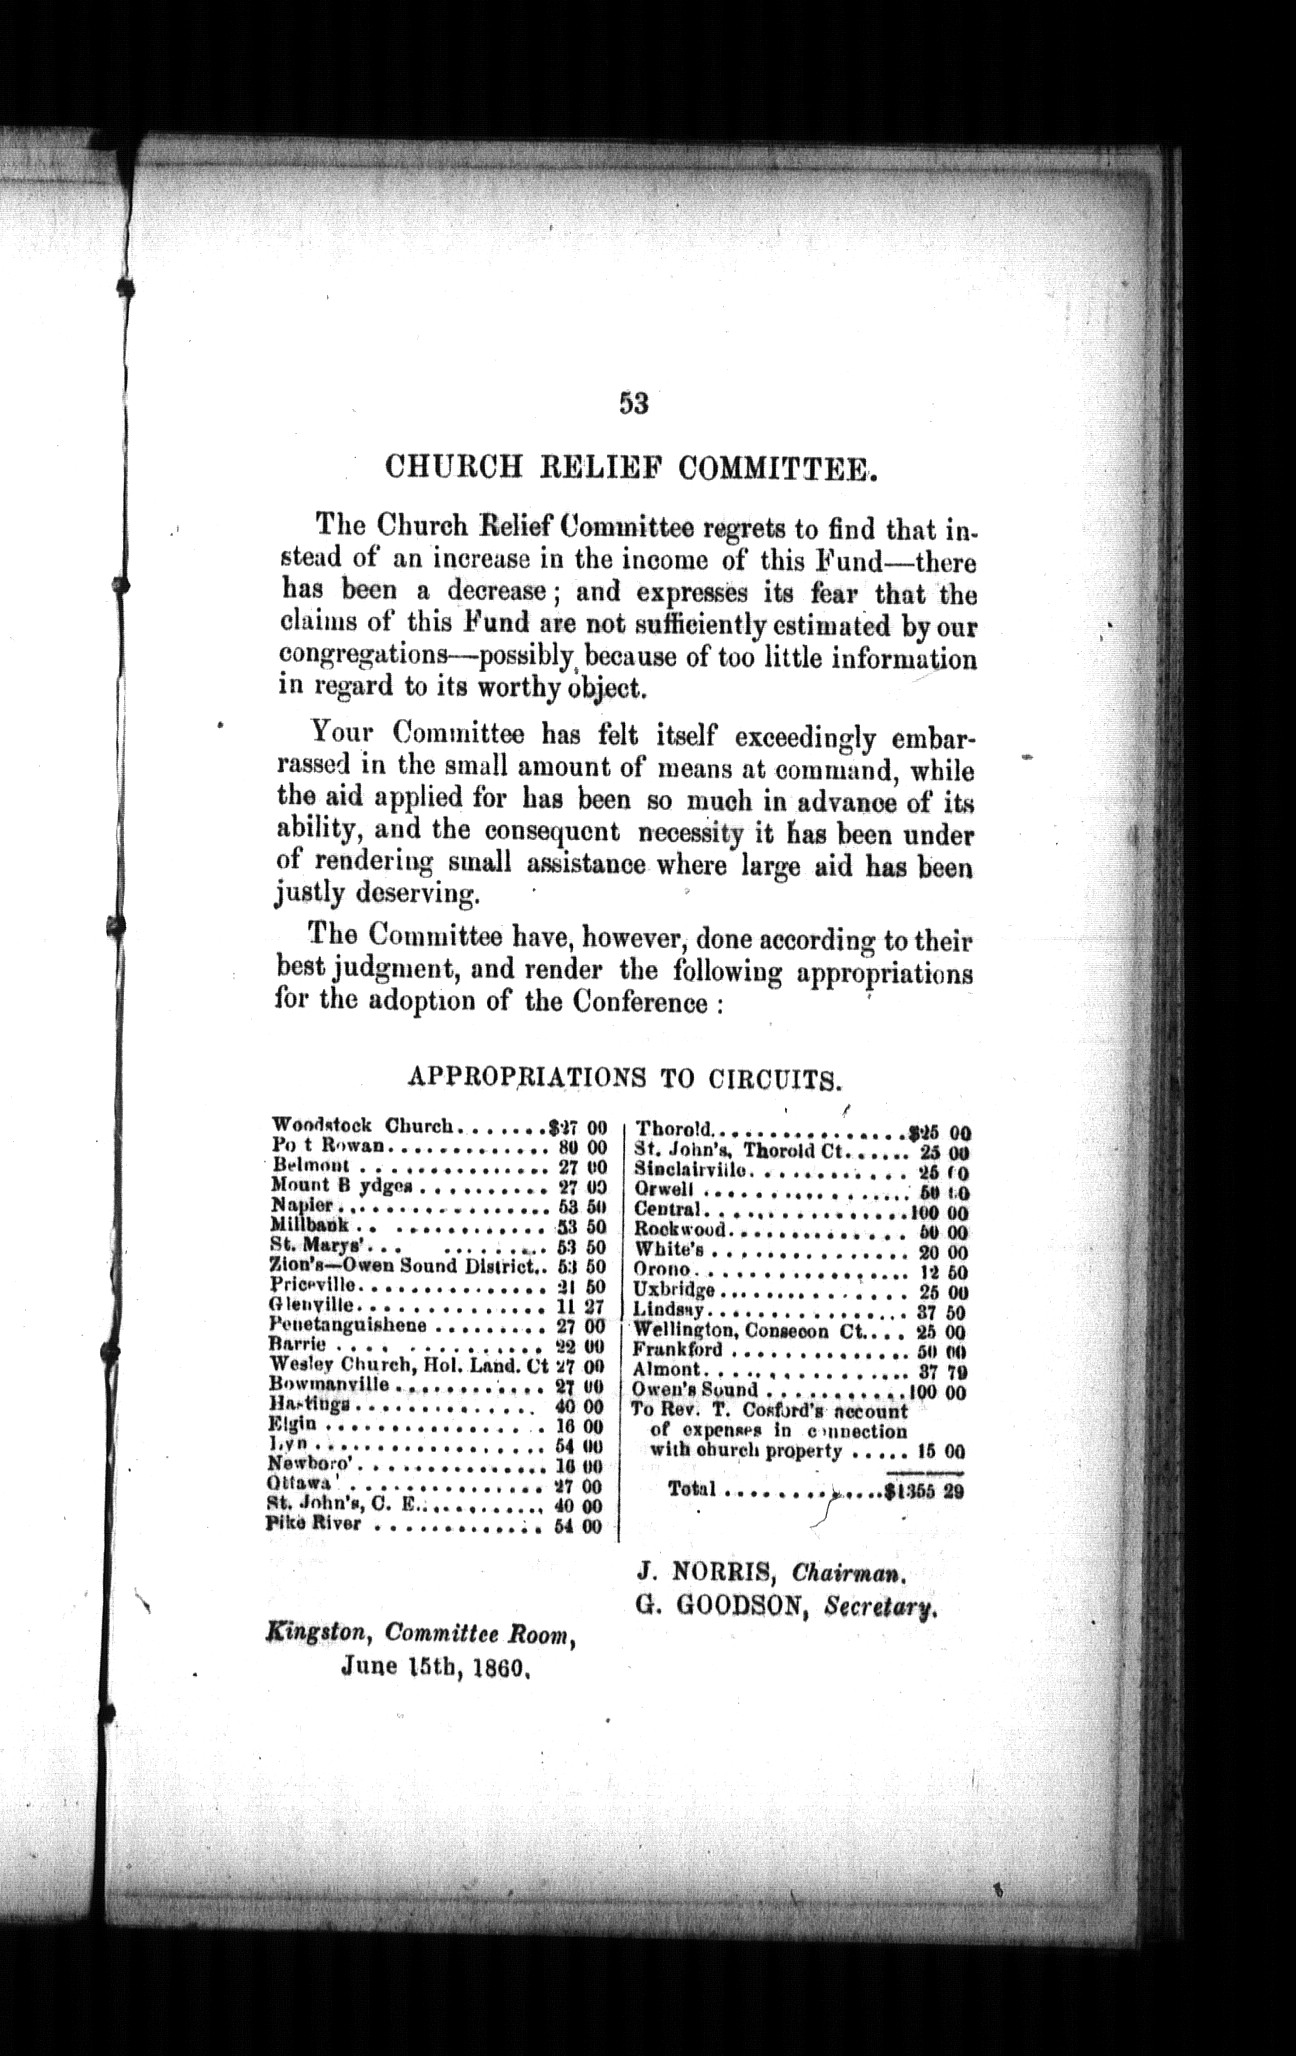 53
CHURCH RELIEF COMMITTEE.
The Church Relief Committee regrets to find that in-
stead of an increase in the income of this Fund—there
has been a decrease; and expresses its fear that the
claims of this Fund are not sufficiently estimated by our
congregations—possibly, because of too little information
in regard to its worthy object.
Your Committee has felt itself exceedingly embar-
rassed in the small amount of means at command, while
the aid applied for has been so much in advance of its
ability, and the consequent necessity it has been under
of rendering small assistance where large aid has been
justly deserving.
The Committee have, however, done according to their
best judgment, and render the following appropriations
for the adoption of the Conference:
APPROPRIATIONS TO CIRCUITS.
Woodstock Church.......$27 00
Po t Rowan............. 80 00
Belmont ............... 27 00
Mount B ydges .......... 27 00
Napier................. 53 50
Millbank .. ............ 53 50
St. Marys'... ......... 53 50
Zion's—Owen Sound District.. 53 50
Priceville............... 21 50
Glenville............... 11 27
Penetanguishene ......... 27 00
Barrie .... .......... 22 00
Wesley Church, Hol. Land. Ct 27 00
Bowmanville ............ 27 00
Hastings.............. 40 00
Elgin ................. 16 00
Lyn .................. 54 00
Newboro'............... 16 00
Ottawa ............... 27 00
St. John's, C. E........... 40 00
Pike River ............. 54 00
Thorold................$25 00
St. John's, Thorold Ct...... 25 00
Sinclairville............ 25 00
Orwell ................ 50 00
Central................100 00
Rockwood.............. 50 00
White's ............... 20 00
Orono................. 12 50
Uxbridge .............. 25 00
Lindsay................ 37 50
Wellington, Consecon Ct.... 25 00
Frankford .............. 50 00
Almont................ 37 79
Owen's Sound ...........100 00
To Rev. T. Cosford's account
of expenses in c nnection
with church property ..... 15 00
Total .............$1355 29
J. NORRIS, Chairman.
G. GOODSON, Secretary.
Kingston, Committee Room,
June 15th, 1860.